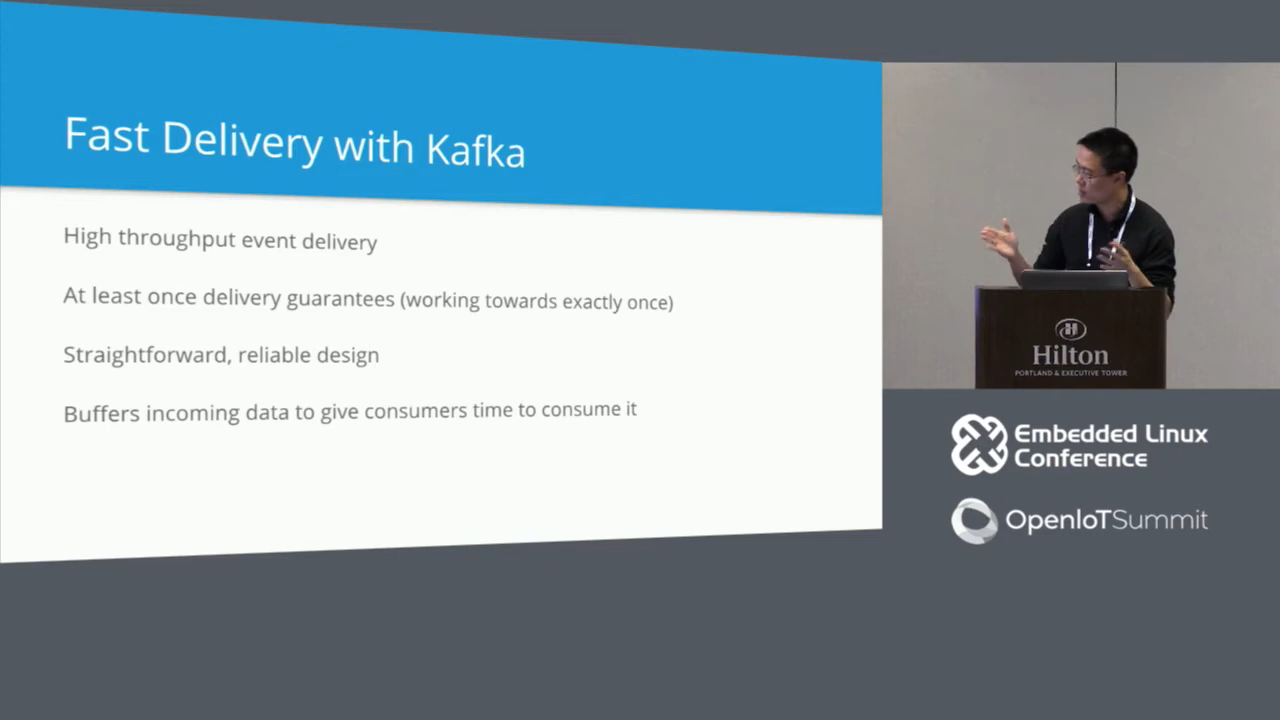 Fast Delivery with Kafka
High throughput event delivery
At least once delivery guarantees (working towards exactly once)
Straightforward, reliable design
Buffers incoming data to give consumers time to consume it
Hilton
PORTLAND & EXECUTIVE TOWER
Embedded Linux
Conference
OpenIoTSummit